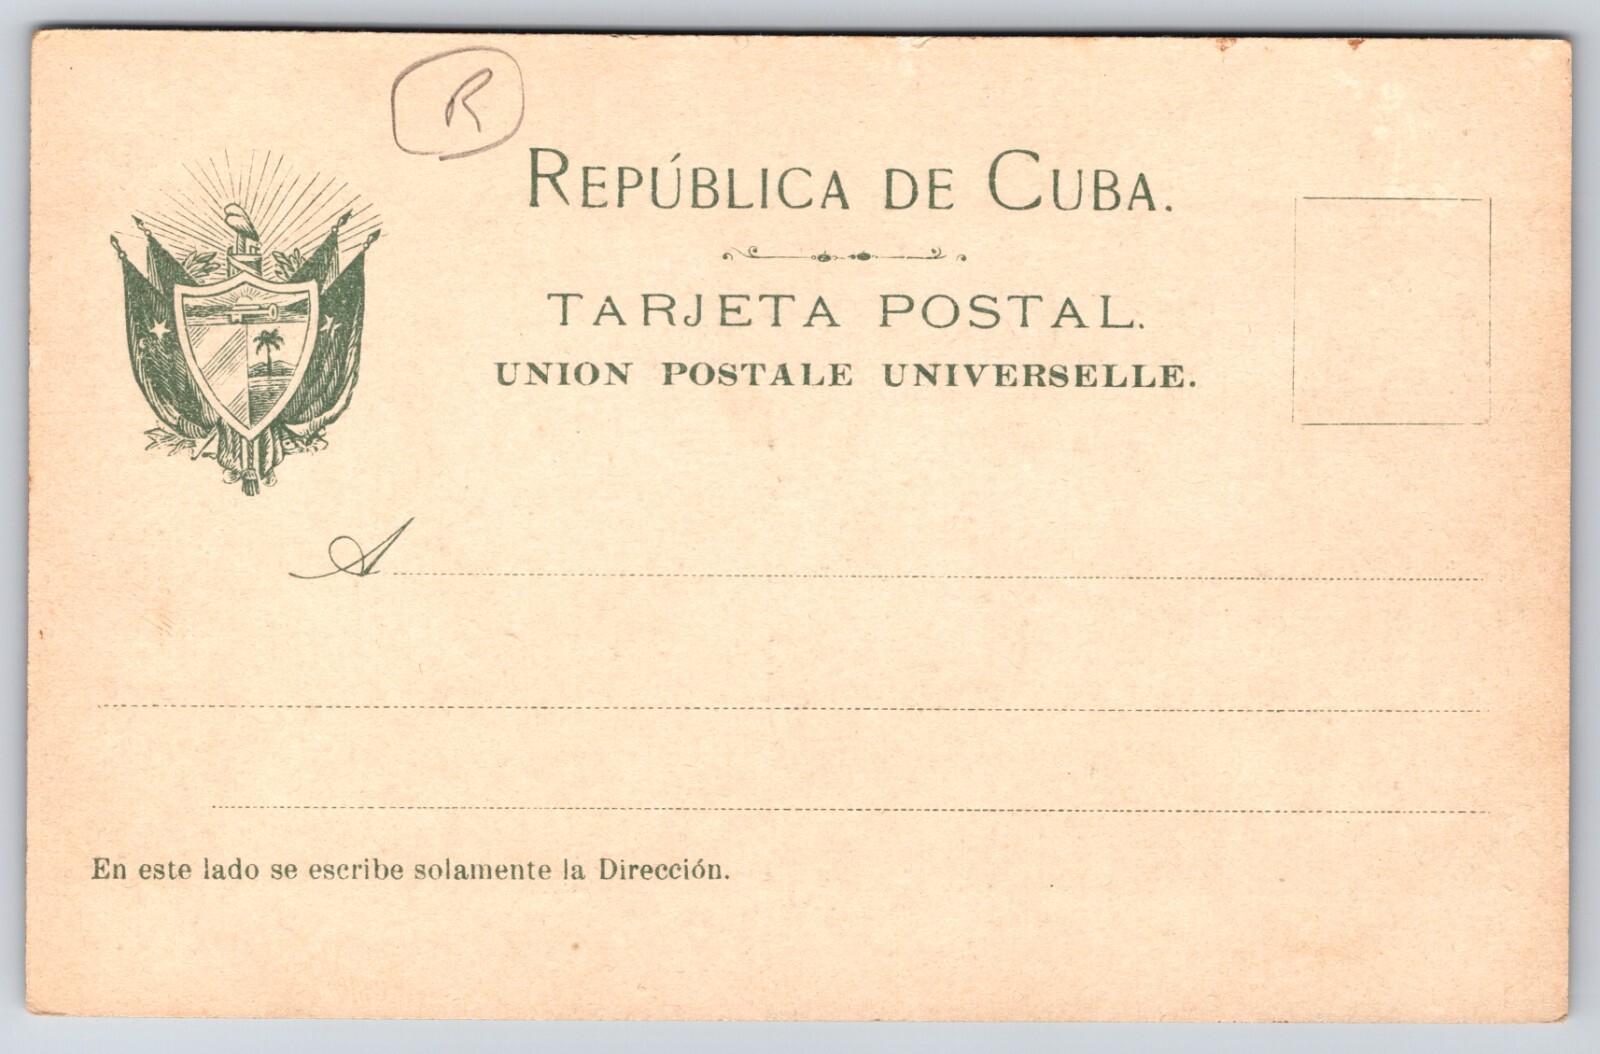 R
REPÚBLICA DE CUBA.
TARJETA POSTAL.
UNION POSTALE UNIVERSELLE.
A
En este lado se escribe solamente la Dirección.